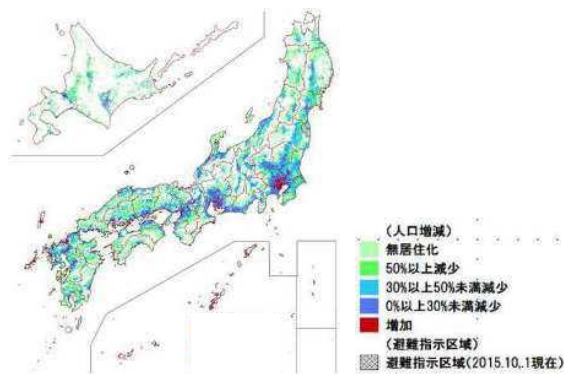 (人口増減)
無居住化
50%以上減少
30%以上50%未満減少
0%以上30%未満減少
増加
(避難指示区域)
避難指示区域(2015.10,.1現在)